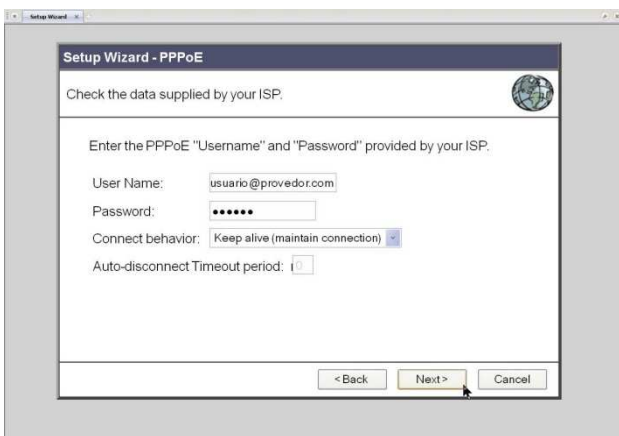 Setup Wizard
Setup Wizard - PPPoE
Check the data supplied by your ISP.
Enter the PPPoE "Username" and "Password" provided by your ISP.
User Name: usuario@provedor.com
Password: ••••••
Connect behavior: Keep alive (maintain connection)
Auto-disconnect Timeout period: 0
<Back Next> Cancel